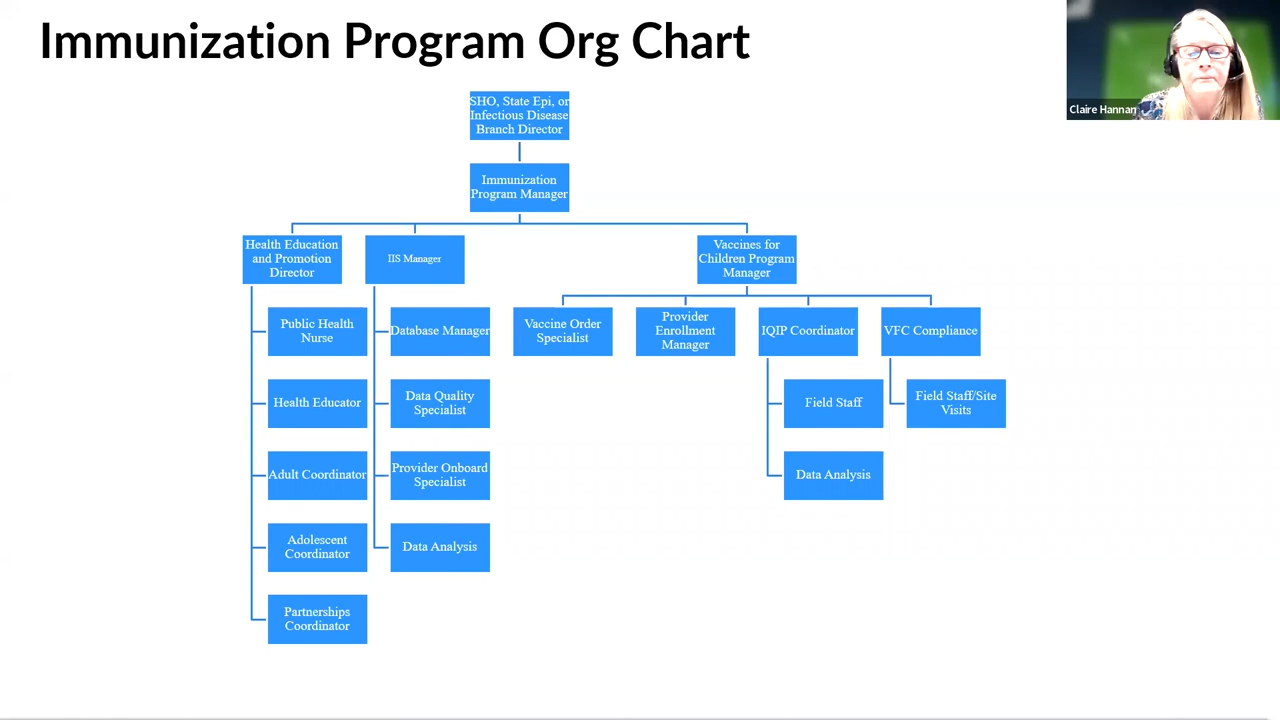 Immunization Program Org Chart
Claire Hannan
SHO, State Epi, or
Infectious Disease
Branch Director
Immunization
Program Manager
Health Education
and Promotion
Director
IIS Manager
Vaccines for
Children Program
Manager
Public Health
Nurse
Database Manager
Vaccine Order
Specialist
Provider
Enrollment
Manager
IQIP Coordinator
VFC Compliance
Health Educator
Data Quality
Specialist
Field Staff
Field Staff/Site
Visits
Adult Coordinator
Provider Onboard
Specialist
Data Analysis
Adolescent
Coordinator
Data Analysis
Partnerships
Coordinator